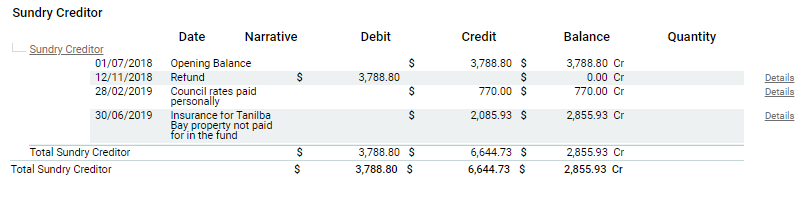 Sundry Creditor
Date Narrative Debit Credit Balance Quantity
Sundry Creditor
01/07/2018 Opening Balance $ 3,788.80 $ 3,788.80 Cr
12/11/2018 Refund $ 3,788.80 $ 0.00 Cr Details
28/02/2019 Council rates paid $ 770.00 $ 770.00 Cr Details
personally
30/06/2019 Insurance for Tanilba $ 2,085.93 $ 2,855.93 Cr Details
Bay property not paid
for in the fund
Total Sundry Creditor $ 3,788.80 $ 6,644.73 $ 2,855.93 Cr
Total Sundry Creditor $ 3,788.80 $ 6,644.73 $ 2,855.93 Cr